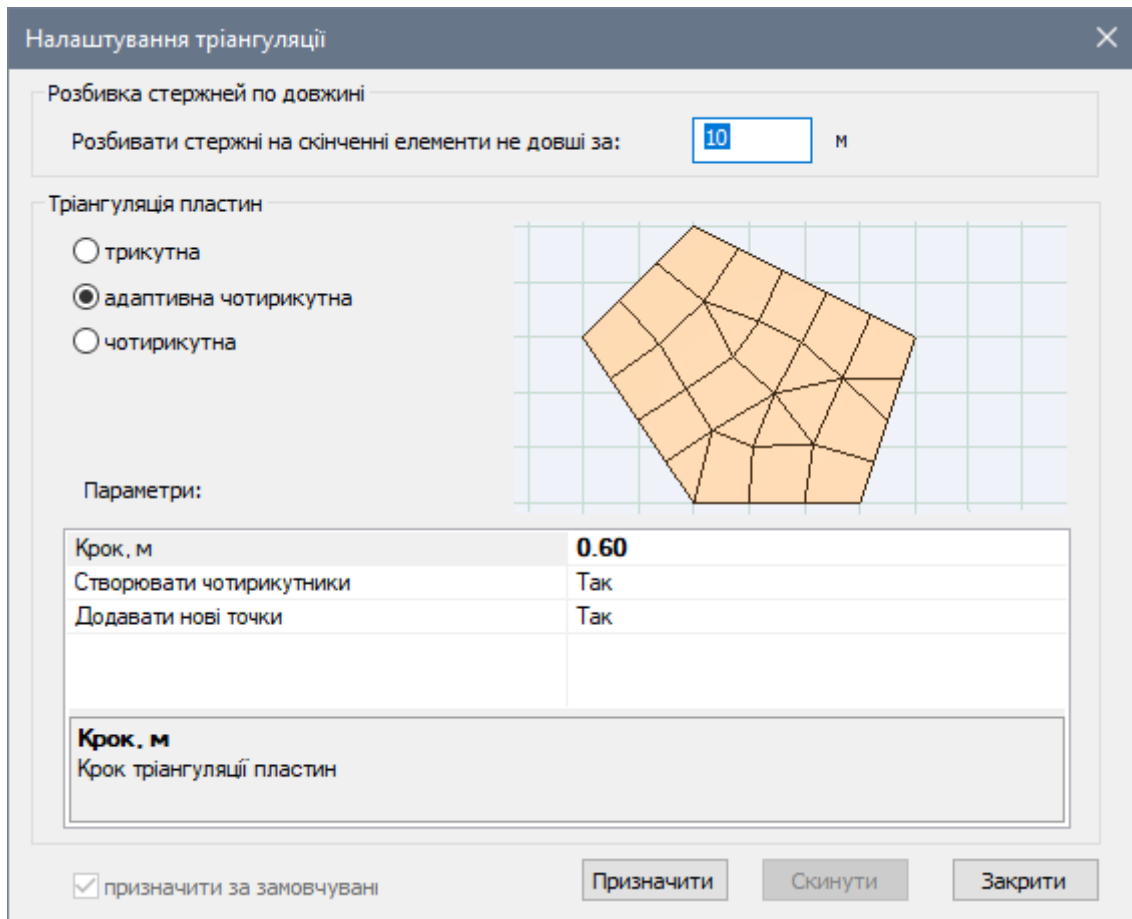 Налаштування тріангуляції
Розбивка стержней по довжині
Розбивати стержні на скінченні елементи не довші за: 10 м
Тріангуляція пластин
трикутна
адаптивна чотирикутна
чотирикутна
Параметри:
Крок, м 0.60
Створювати чотирикутники Так
Додавати нові точки Так
Крок, м
Крок тріангуляції пластин
призначити за замовчувані Призначити Скинути Закрити